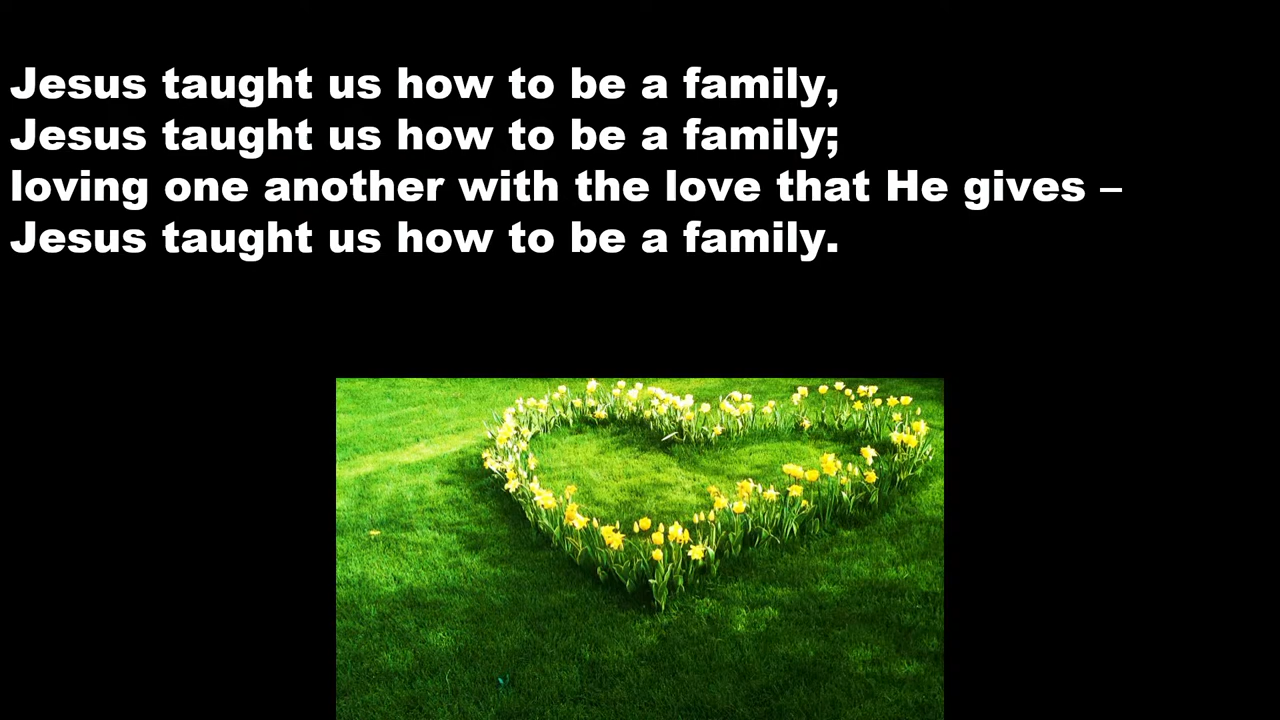 Jesus taught us how to be a family,
Jesus taught us how to be a family;
loving one another with the love that He gives –
Jesus taught us how to be a family.